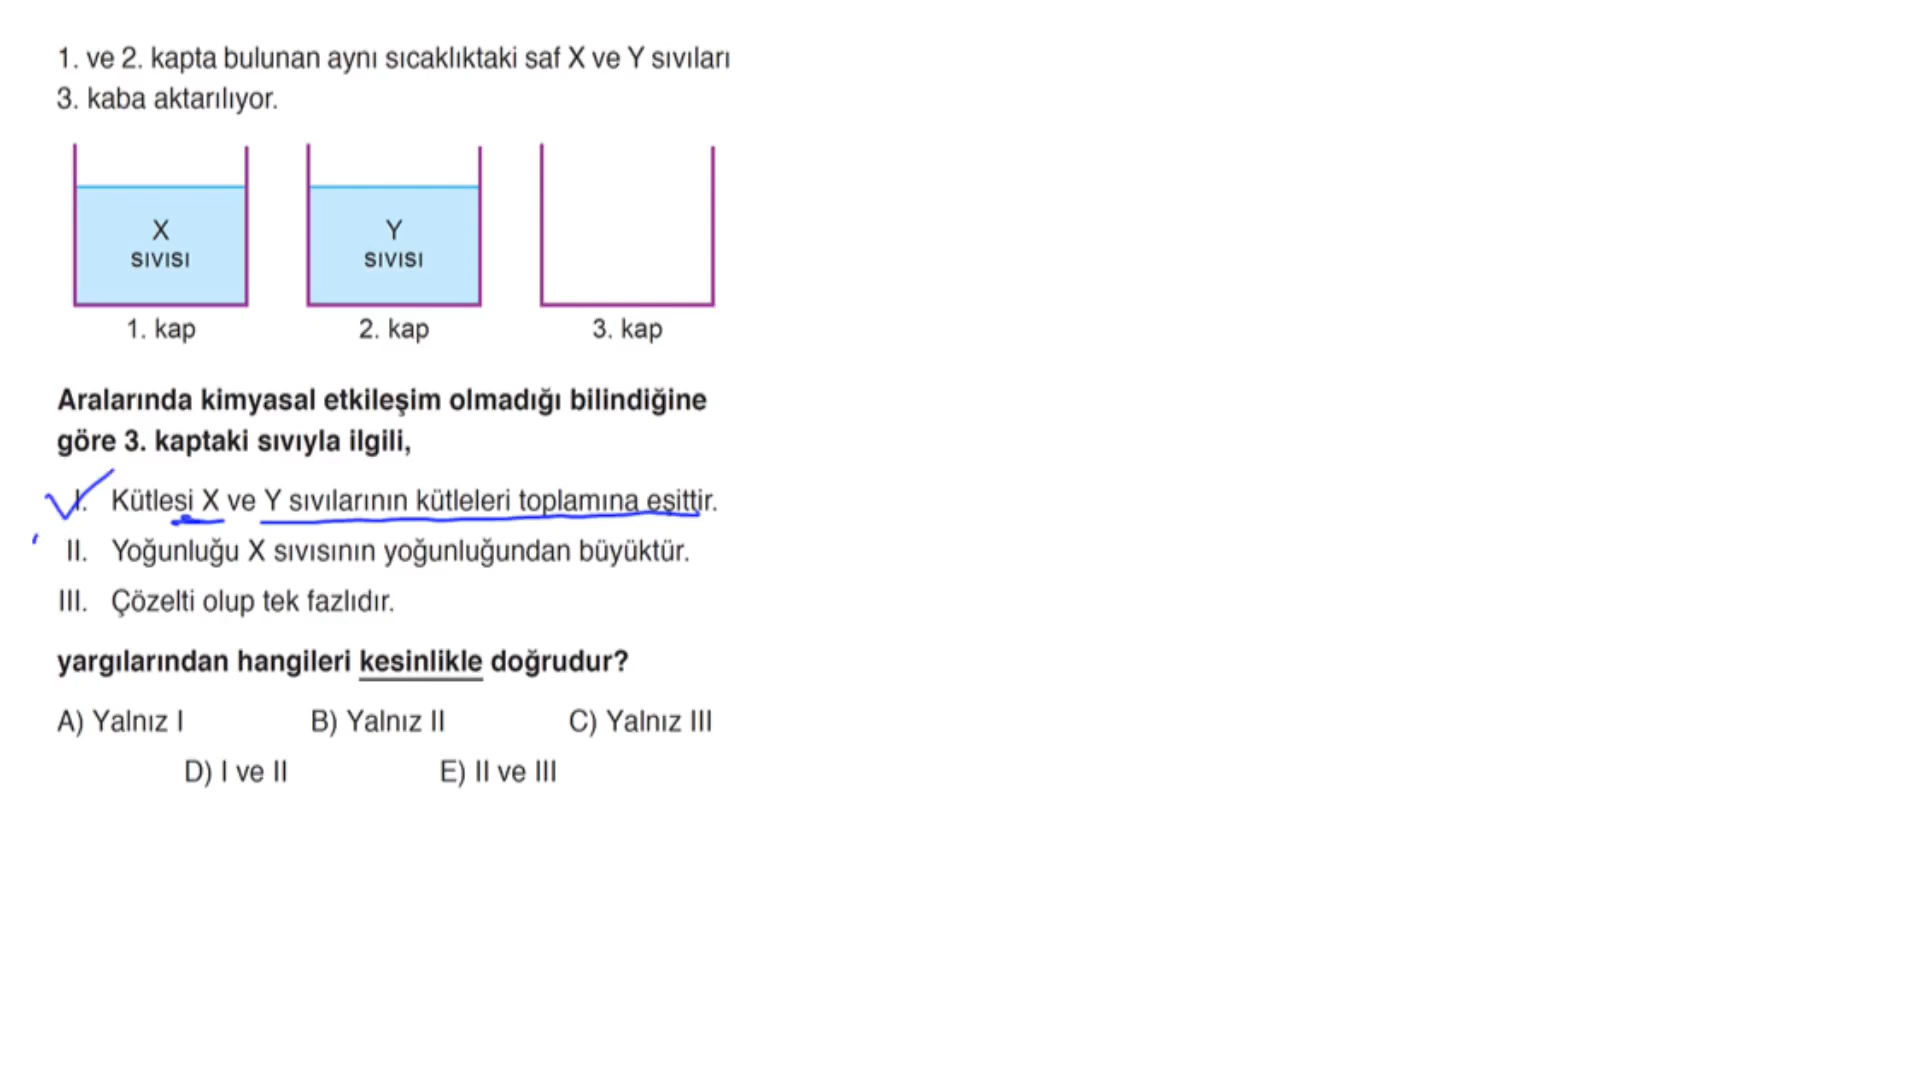 1. ve 2. kapta bulunan aynı sıcaklıktaki saf X ve Y sıvıları
3. kaba aktarılıyor.
X
sıvısı
Y
sıvısı
1. kap
2. kap
3. kap
Aralarında kimyasal etkileşim olmadığı bilindiğine
göre 3. kaptaki sıvıyla ilgili,
I. Kütlesi X ve Y sıvılarının kütleleri toplamına eşittir.
II. Yoğunluğu X sıvısının yoğunluğundan büyüktür.
III. Çözelti olup tek fazlıdır.
yargılarından hangileri kesinlikle doğrudur?
A) Yalnız I B) Yalnız II C) Yalnız III
D) I ve II E) II ve III